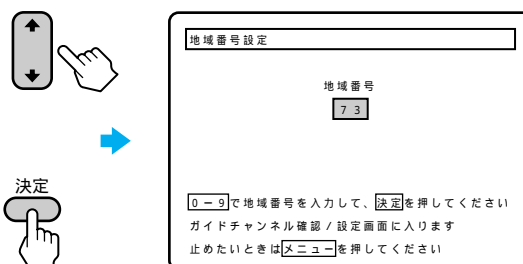 決定
地域番号設定
地域番号
73
0－9で地域番号を入力して、決定を押してください
ガイドチャンネル確認/設定画面に入ります
止めたいときはメニューを押してください